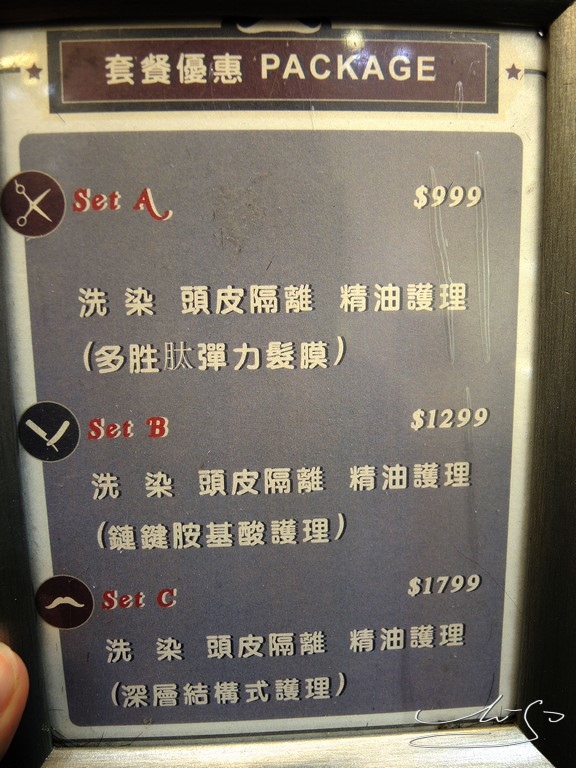 套餐優惠 PACKAGE
Set A $999
洗 染 頭皮隔離 精油護理
(多胜肽彈力髮膜)
Set B $1299
洗 染 頭皮隔離 精油護理
(鏈鍵胺基酸護理)
Set C $1799
洗 染 頭皮隔離 精油護理
(深層結構式護理)